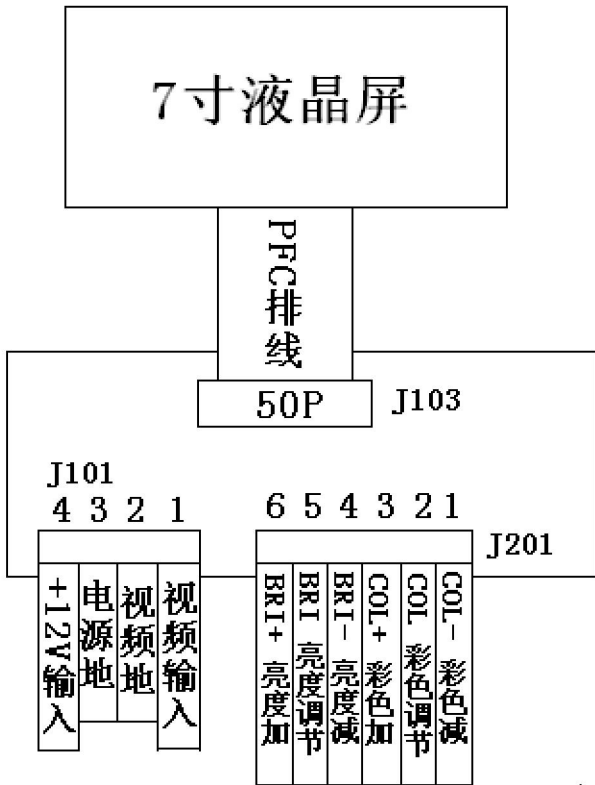 7寸液晶屏
PFC排线
50P
J103
J101
4 3 2 1
6 5 4 3 2 1
J201
+12V输入
电源地
视频地
视频输入
BRI+ 亮度加
BRI 亮度调节
BRI- 亮度减
COL+ 彩色加
COL 彩色调节
COL- 彩色减